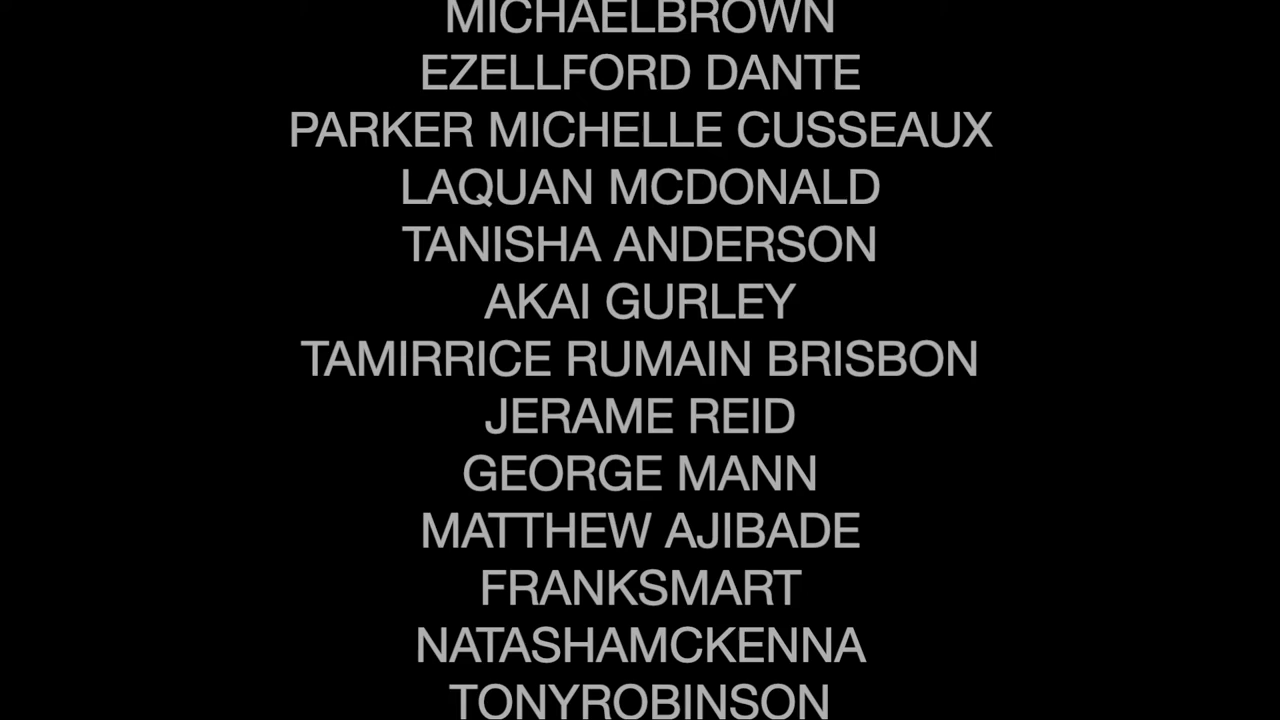 MICHAELBROWN
EZELLFORD DANTE
PARKER MICHELLE CUSSEAUX
LAQUAN MCDONALD
TANISHA ANDERSON
AKAI GURLEY
TAMIRRICE RUMAIN BRISBON
JERAME REID
GEORGE MANN
MATTHEW AJIBADE
FRANKSMART
NATASHAMCKENNA
TONYROBINSON